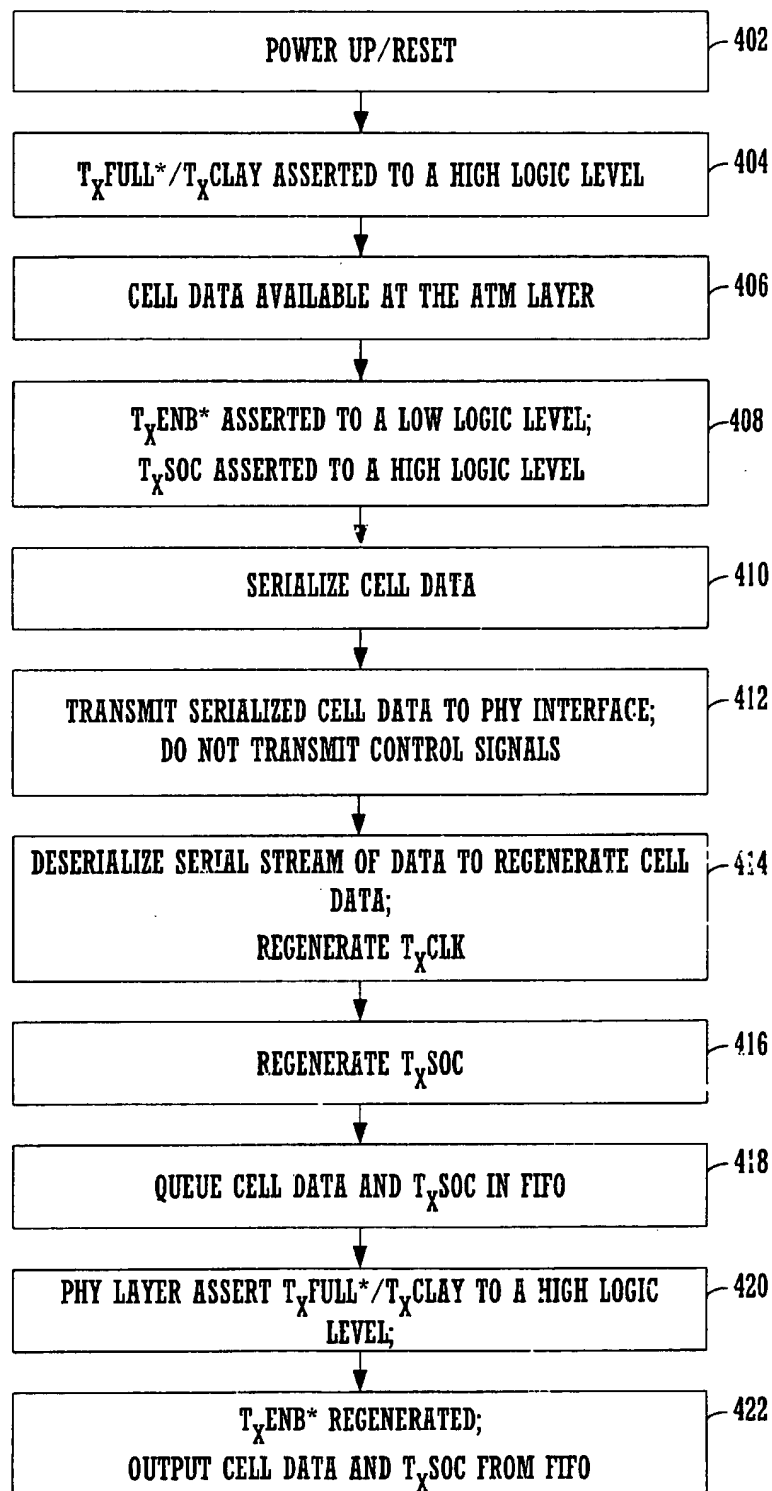 POWER UP/RESET
402
TXFULL*/TXCLAY ASSERTED TO A HIGH LOGIC LEVEL
404
CELL DATA AVAILABLE AT THE ATM LAYER
406
TXENB* ASSERTED TO A LOW LOGIC LEVEL;
TXSOC ASSERTED TO A HIGH LOGIC LEVEL
408
SERIALIZE CELL DATA
410
TRANSMIT SERIALIZED CELL DATA TO PHY INTERFACE;
DO NOT TRANSMIT CONTROL SIGNALS
412
DESERIALIZE SERIAL STREAM OF DATA TO REGENERATE CELL
DATA;
REGENERATE TXCLK
414
REGENERATE TXSOC
416
QUEUE CELL DATA AND TXSOC IN FIFO
418
PHY LAYER ASSERT TXFULL*/TXCLAY TO A HIGH LOGIC
LEVEL;
420
TXENB* REGENERATED;
OUTPUT CELL DATA AND TXSOC FROM FIFO
422